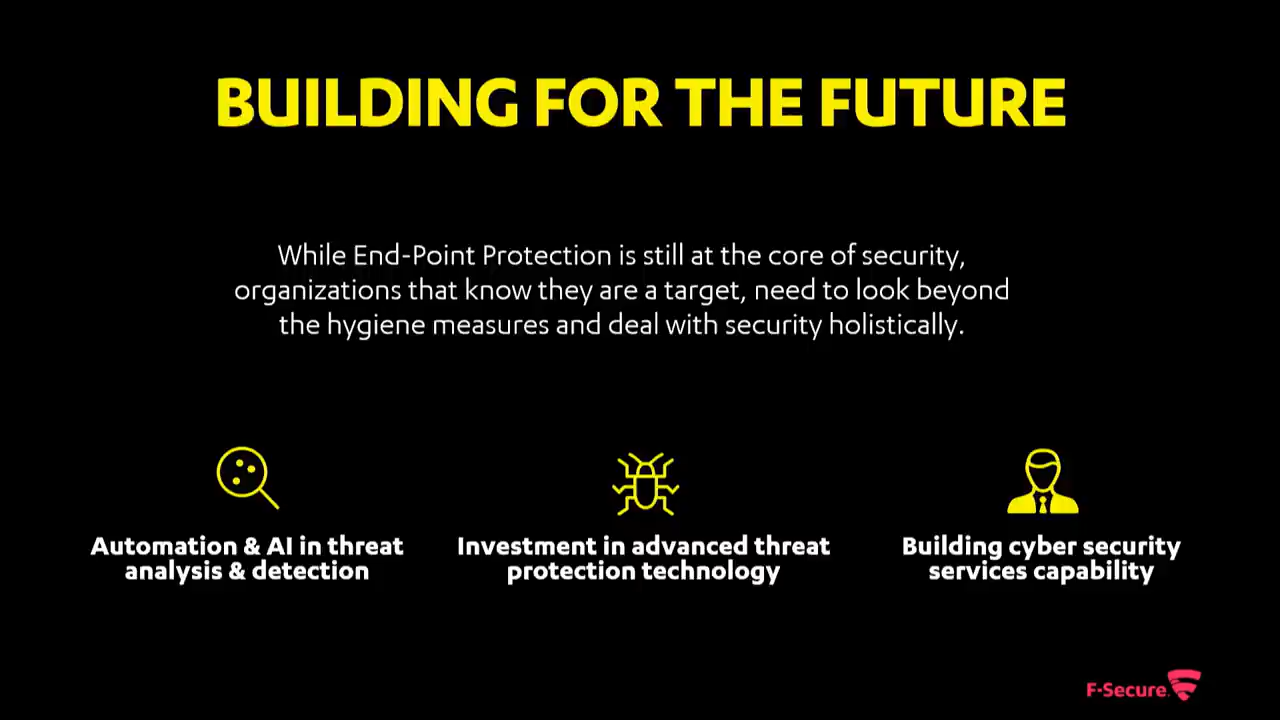 BUILDING FOR THE FUTURE
While End-Point Protection is still at the core of security,
organizations that know they are a target, need to look beyond
the hygiene measures and deal with security holistically.
Automation & AI in threat
analysis & detection
Investment in advanced threat
protection technology
Building cyber security
services capability
F-Secure.